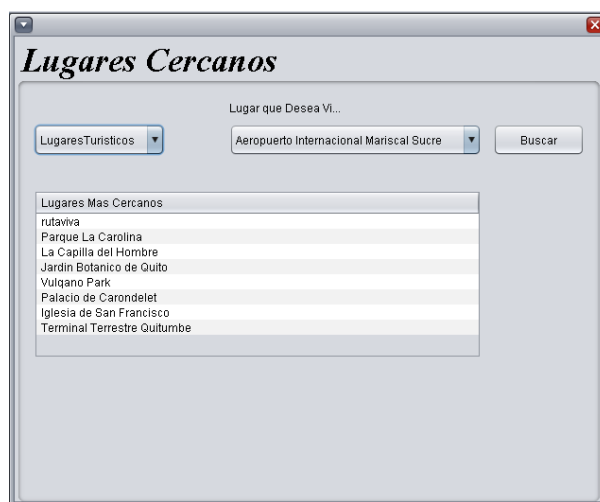 Lugares Cercanos
Lugar que Desea Vi...
LugaresTuristicos
Aeropuerto Internacional Mariscal Sucre
Buscar
Lugares Mas Cercanos
rutaviva
Parque La Carolina
La Capilla del Hombre
Jardin Botanico de Quito
Vulqano Park
Palacio de Carondelet
Iglesia de San Francisco
Terminal Terrestre Quitumbe